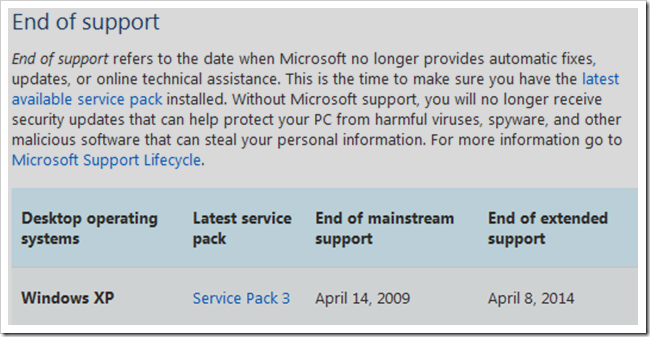 End of support
End of support refers to the date when Microsoft no longer provides automatic fixes,
updates, or online technical assistance. This is the time to make sure you have the latest
available service pack installed. Without Microsoft support, you will no longer receive
security updates that can help protect your PC from harmful viruses, spyware, and other
malicious software that can steal your personal information. For more information go to
Microsoft Support Lifecycle.
Desktop operating Latest service End of mainstream End of extended
systems pack support support
Windows XP Service Pack 3 April 14, 2009 April 8, 2014